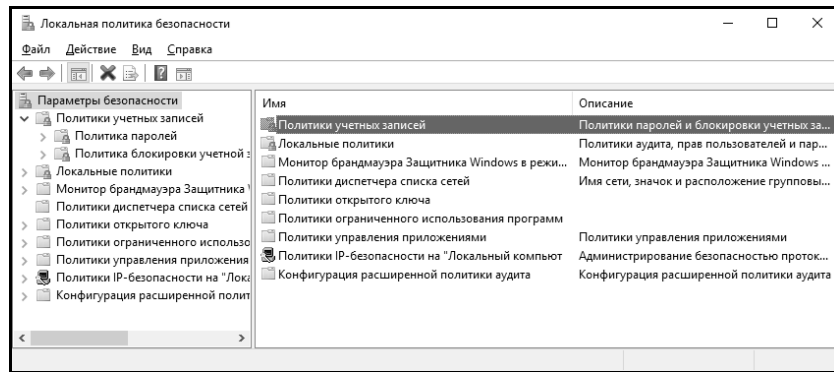 Локальная политика безопасности
Файл Действие Вид Справка
Параметры безопасности
Политики учетных записей
Политика паролей
Политика блокировки учетной з
Локальные политики
Монитор брандмауэра Защитника W
Политики диспетчера списка сетей
Политики открытого ключа
Политики ограниченного использо
Политики управления приложения
Политики IP-безопасности на "Лока
Конфигурация расширенной полит
Имя Описание
Политики учетных записей Политики паролей и блокировки учетных за...
Локальные политики Политики аудита, прав пользователей и пар...
Монитор брандмауэра Защитника Windows в режи... Монитор брандмауэра Защитника Windows ...
Политики диспетчера списка сетей Имя сети, значок и расположение групповы...
Политики открытого ключа
Политики ограниченного использования программ
Политики управления приложениями Политики управления приложениями
Политики IP-безопасности на "Локальный компьют Администрирование безопасностью проток...
Конфигурация расширенной политики аудита Конфигурация расширенной политики аудита